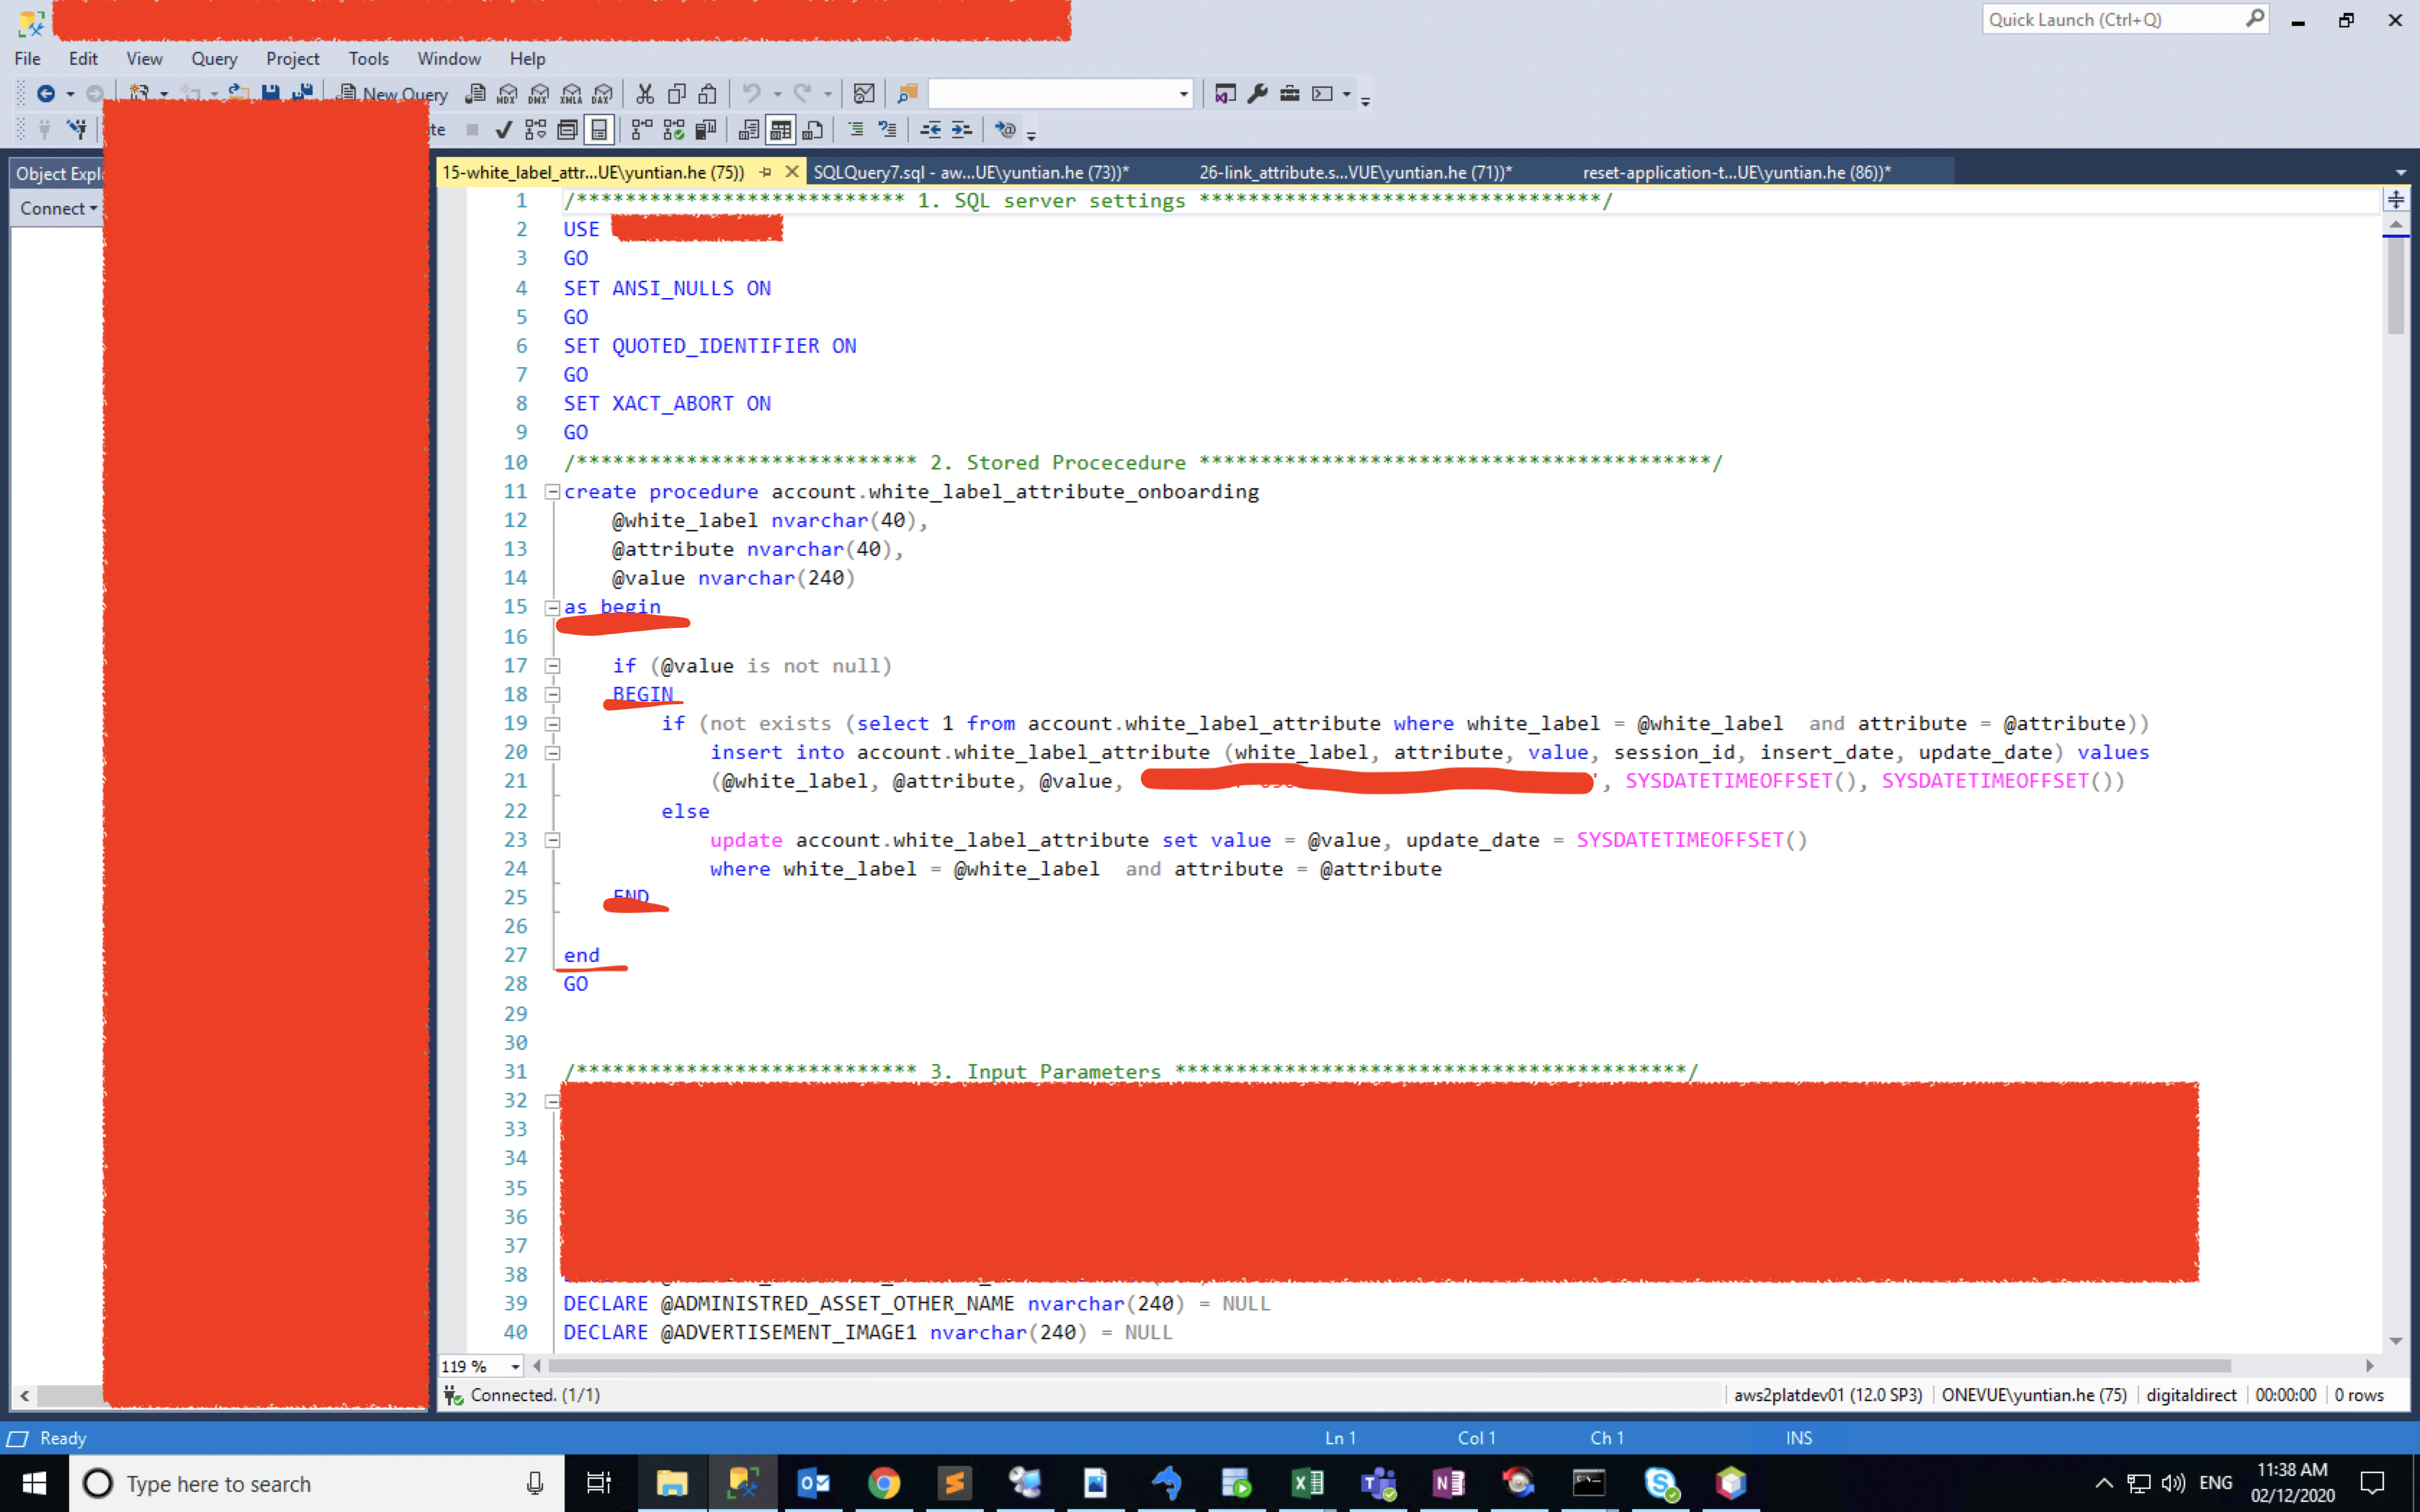 Quick Launch (Ctrl+Q)
File Edit View Query Project Tools Window Help
New Query MDX DMX XMLA DAX
te
Object Expl
Connect
15-white_label_attr...UE\yuntian.he (75)) SQLQuery7.sql - aw...UE\yuntian.he (73))* 26-link_attribute.s...VUE\yuntian.he (71))* reset-application-t...UE\yuntian.he (86))*
1 /*************************** 1. SQL server settings *********************************/
2 USE
3 GO
4 SET ANSI_NULLS ON
5 GO
6 SET QUOTED_IDENTIFIER ON
7 GO
8 SET XACT_ABORT ON
9 GO
10 /**************************** 2. Stored Procecedure ******************************************/
11 create procedure account.white_label_attribute_onboarding
12 @white_label nvarchar(40),
13 @attribute nvarchar(40),
14 @value nvarchar(240)
15 as begin
16
17 if (@value is not null)
18 BEGIN
19 if (not exists (select 1 from account.white_label_attribute where white_label = @white_label and attribute = @attribute))
20 insert into account.white_label_attribute (white_label, attribute, value, session_id, insert_date, update_date) values
21 (@white_label, @attribute, @value, ', SYSDATETIMEOFFSET(), SYSDATETIMEOFFSET())
22 else
23 update account.white_label_attribute set value = @value, update_date = SYSDATETIMEOFFSET()
24 where white_label = @white_label and attribute = @attribute
25 END
26
27 end
28 GO
29
30
31 /**************************** 3. Input Parameters ******************************************/
32
33
34
35
36
37
38
39 DECLARE @ADMINISTRED_ASSET_OTHER_NAME nvarchar(240) = NULL
40 DECLARE @ADVERTISEMENT_IMAGE1 nvarchar(240) = NULL
119 %
Connected. (1/1) aws2platdev01 (12.0 SP3) ONEVUE\yuntian.he (75) digitaldirect 00:00:00 0 rows
Ready Ln 1 Col 1 Ch 1 INS
Type here to search
ENG 11:38 AM
02/12/2020